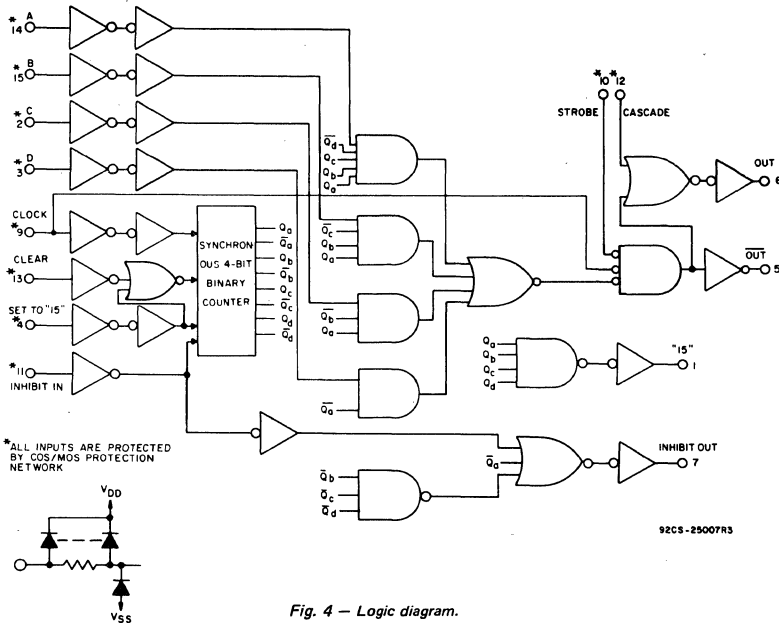 A
*14
B
*15
C
*2
D
*3
CLOCK
*9
CLEAR
*13
SET TO "15"
*4
*11
INHIBIT IN
SYNCHRON
OUS 4-BIT
BINARY
COUNTER
Qa
Q̅a
Qb
Q̅b
Qc
Q̅c
Qd
Q̅d
Q̅d
Qc
Qb
Qa
Q̅c
Qb
Qa
Q̅b
Qa
Q̅a
*10 *12
STROBE CASCADE
OUT
6
O̅U̅T̅
5
Qa
Qb
Qc
Qd
"15"
1
Q̅a
INHIBIT OUT
7
Q̅b
Q̅c
Q̅d
*ALL INPUTS ARE PROTECTED
BY COS/MOS PROTECTION
NETWORK
VDD
VSS
92CS-25007R3
Fig. 4 — Logic diagram.